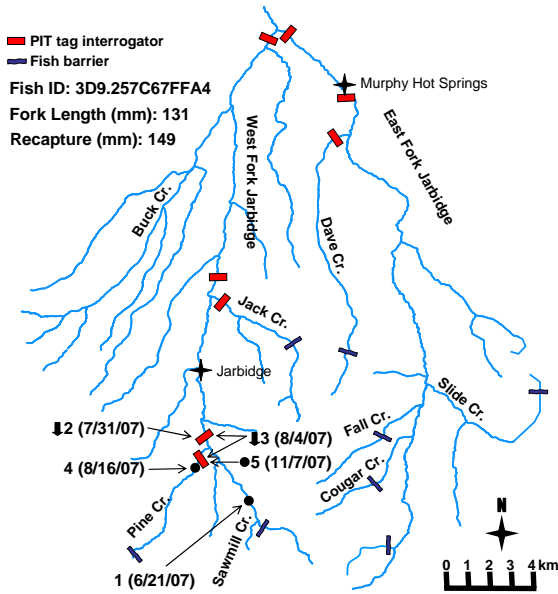 PIT tag interrogator
Fish barrier
Fish ID: 3D9.257C67FFA4
Fork Length (mm): 131
Recapture (mm): 149
Murphy Hot Springs
West Fork Jarbidge
East Fork Jarbidge
Buck Cr.
Dave Cr.
Jack Cr.
Jarbidge
Slide Cr.
⬇2 (7/31/07)
⬇3 (8/4/07)
Fall Cr.
4 (8/16/07)
5 (11/7/07)
Cougar Cr.
Pine Cr.
Sawmill Cr.
1 (6/21/07)
N
0 1 2 3 4 km